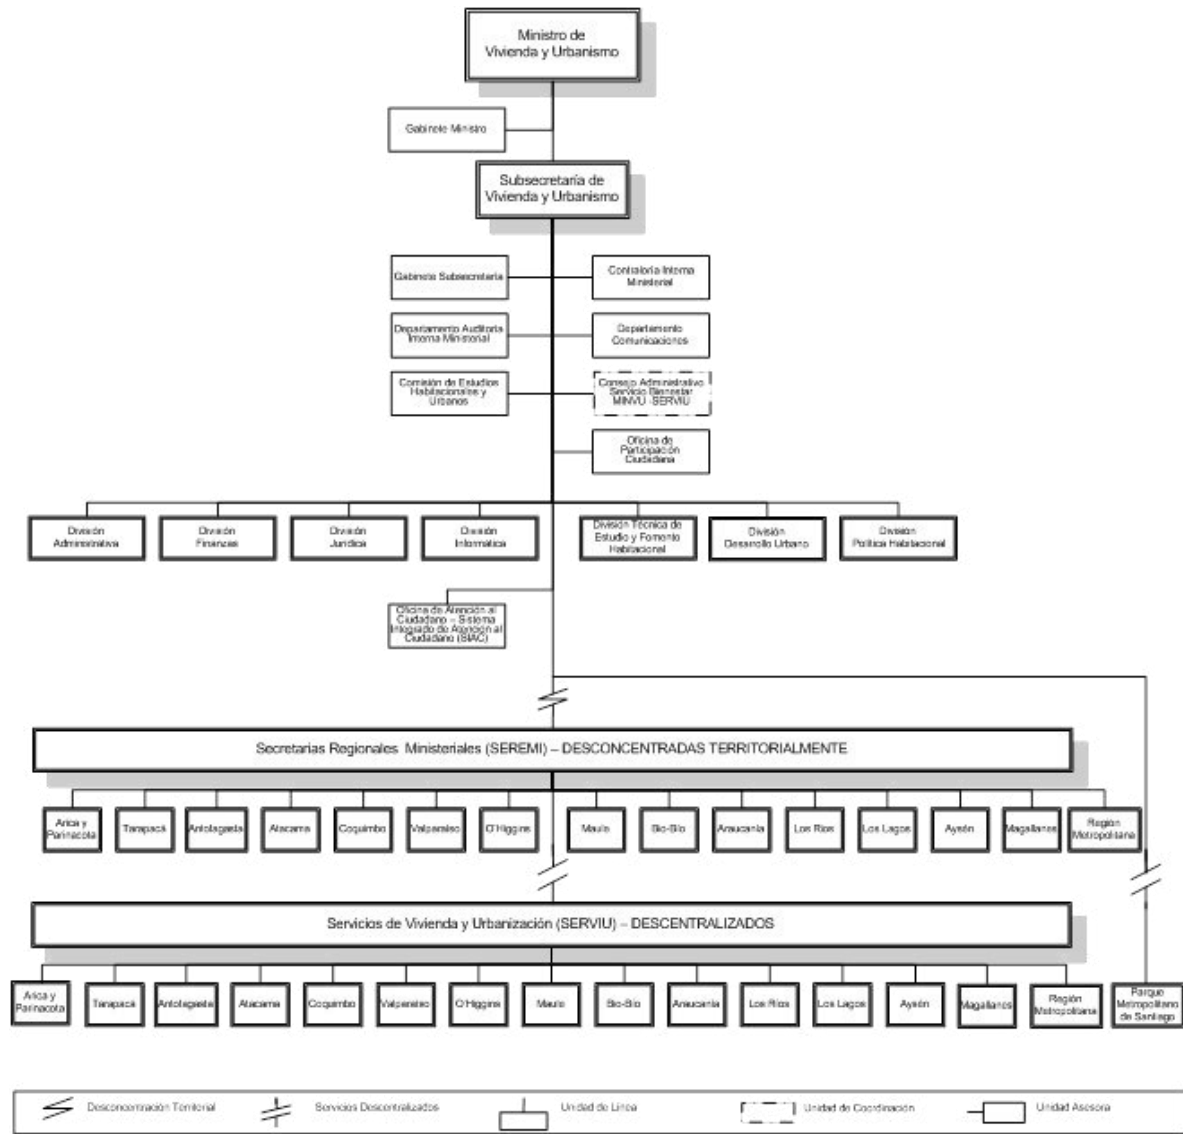 Ministro de
Vivienda y Urbanismo
Gabinete Ministro
Subsecretaría de
Vivienda y Urbanismo
Gabinete Subsecretaria
Contraloría Interna
Ministerial
Departamento Auditoría
Interna Ministerial
Departamento
Comunicaciones
Comisión de Estudios
Habitacionales y
Urbanos
Consejo Administrativo
Servicio Bienestar
MINVU -SERVIU
Oficina de
Participación
Ciudadana
División
Administrativa
División
Finanzas
División
Jurídica
División
Informática
División Técnica de
Estudio y Fomento
Habitacional
División
Desarrollo Urbano
División
Política Habitacional
Oficina de Atención al
Ciudadano – Sistema
Integrado de Atención al
Ciudadano (SIAC)
Secretarias Regionales Ministeriales (SEREMI) – DESCONCENTRADAS TERRITORIALMENTE
Arica y
Parinacota
Tarapacá
Antofagasta
Atacama
Coquimbo
Valparaíso
O'Higgins
Maule
Bio-Bío
Araucanía
Los Ríos
Los Lagos
Aysén
Magallanes
Región
Metropolitana
Servicios de Vivienda y Urbanización (SERVIU) – DESCENTRALIZADOS
Arica y
Parinacota
Tarapacá
Antofagasta
Atacama
Coquimbo
Valparaíso
O'Higgins
Maule
Bio-Bío
Araucanía
Los Ríos
Los Lagos
Aysén
Magallanes
Región
Metropolitana
Parque
Metropolitano
de Santiago
Desconcentración Territorial
Servicios Descentralizados
Unidad de Línea
Unidad de Coordinación
Unidad Asesora